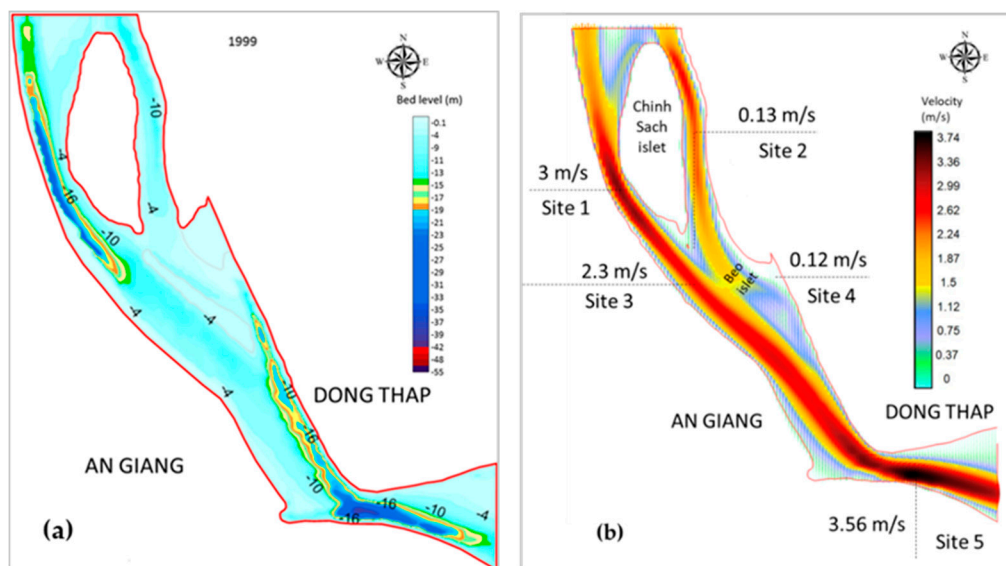 1999
N
W
E
S
Bed level (m)
-0.1
-4
-9
-11
-13
-15
-17
-19
-21
-25
-29
-31
-33
-35
-37
-39
-42
-48
-55
-10
-4
-16
-4
-10
-4
-4
-4
-10
-16
-10
-16
-16
-10
-4
DONG THAP
AN GIANG
(a)
N
W
E
S
Chinh
Sach
islet
0.13 m/s
Site 2
3 m/s
Site 1
2.3 m/s
Site 3
Beo
islet
0.12 m/s
Site 4
Velocity
(m/s)
3.74
3.36
2.99
2.62
2.24
1.87
1.5
1.12
0.75
0.37
0
AN GIANG
DONG THAP
3.56 m/s
Site 5
(b)